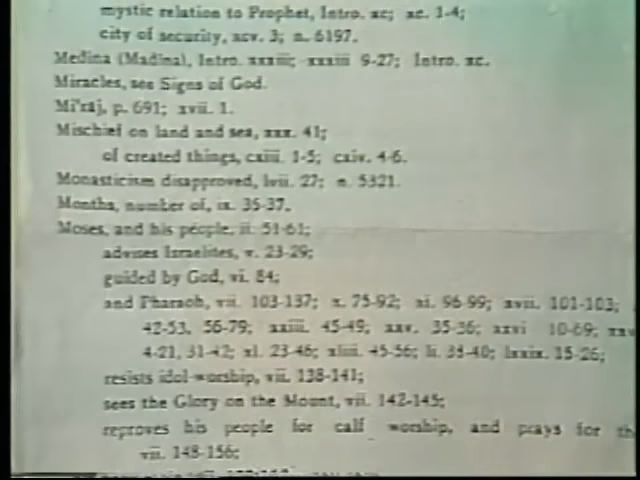 mystic relation to Prophet, Intro. xc; xc. 1-4;
city of security, xcv. 3; n. 6197.
Medina (Madina), Intro. xxxiii; xxxiii 9-27; Intro. xc.
Miracles, see Signs of God.
Mi'raj, p. 691; xvii. 1.
Mischief on land and sea, xxx. 41;
of created things, cxiii. 1-5; cxiv. 4-6.
Monasticism disapproved, lvii. 27; n. 5321.
Months, number of, ix. 36-37.
Moses, and his people, ii. 51-61;
advises Israelites, v. 23-29;
guided by God, vi. 84;
and Pharaoh, vii. 103-137; x. 75-92; xi. 96-99; xvii. 101-103;
42-53, 56-79; xxiii. 45-49; xxv. 35-36; xxvi 10-69;
4-21, 31-42; xl. 23-46; xliii. 45-56; li. 38-40; lxxix. 15-26;
resists idol-worship, vii. 138-141;
sees the Glory on the Mount, vii. 142-145;
reproves his people for calf worship, and prays for
vii. 148-156;